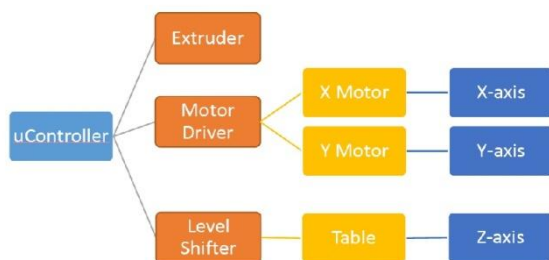 Extruder
uController
Motor
Driver
X Motor
X-axis
Y Motor
Y-axis
Level
Shifter
Table
Z-axis